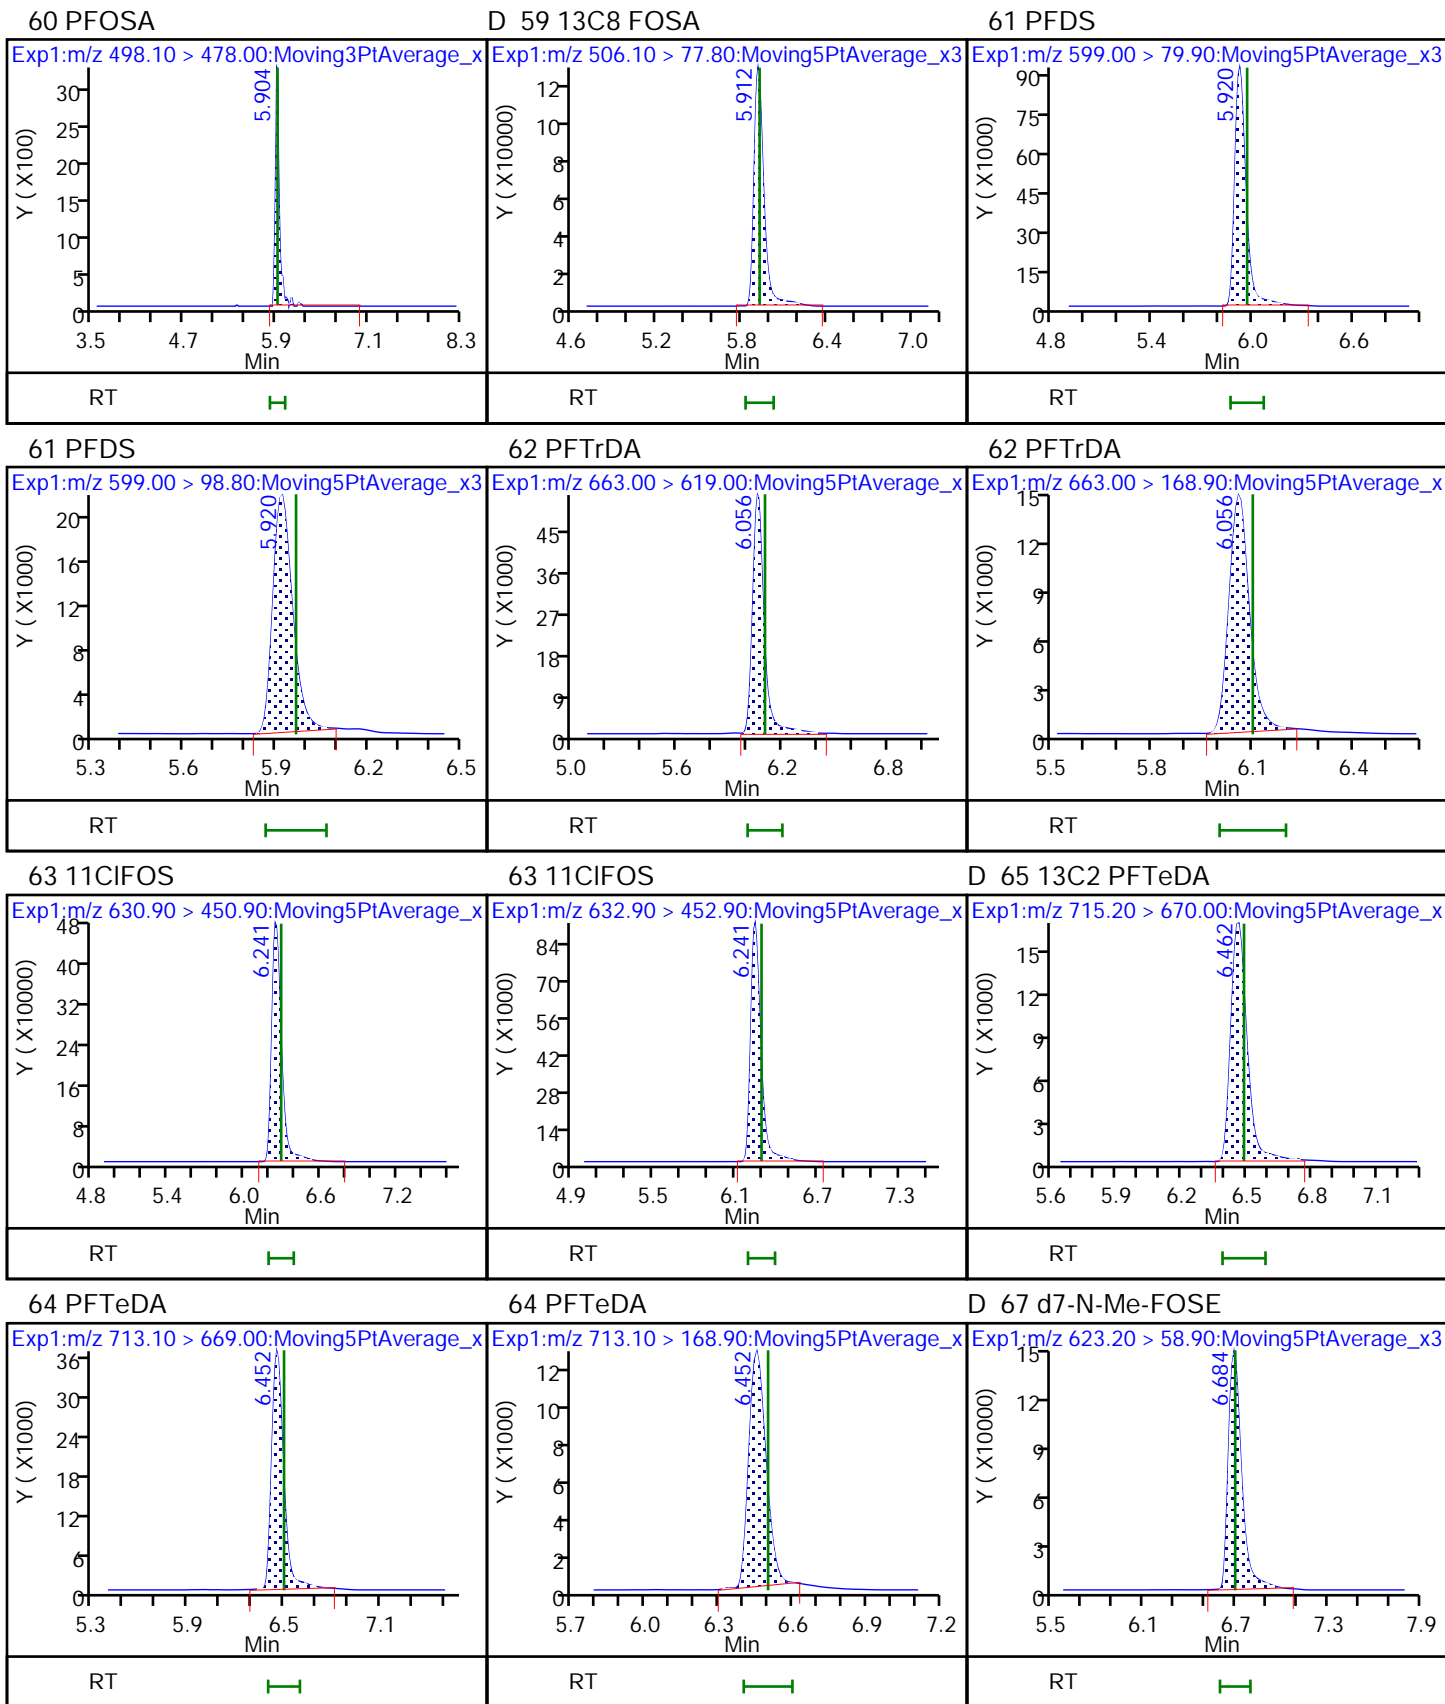 60 PFOSA
Exp1:m/z 498.10 > 478.00:Moving3PtAverage_x
5.904
Y ( X100)
30
25
20
15
10
5
0
3.5 4.7 5.9 7.1 8.3
Min
RT
D 59 13C8 FOSA
Exp1:m/z 506.10 > 77.80:Moving5PtAverage_x3
5.912
Y ( X10000)
12
10
8
6
4
2
0
4.6 5.2 5.8 6.4 7.0
Min
RT
61 PFDS
Exp1:m/z 599.00 > 79.90:Moving5PtAverage_x3
5.920
Y ( X1000)
90
75
60
45
30
15
0
4.8 5.4 6.0 6.6
Min
RT
61 PFDS
Exp1:m/z 599.00 > 98.80:Moving5PtAverage_x3
5.920
Y ( X1000)
20
16
12
8
4
0
5.3 5.6 5.9 6.2 6.5
Min
RT
62 PFTrDA
Exp1:m/z 663.00 > 619.00:Moving5PtAverage_x
6.056
Y ( X1000)
45
36
27
18
9
0
5.0 5.6 6.2 6.8
Min
RT
62 PFTrDA
Exp1:m/z 663.00 > 168.90:Moving5PtAverage_x
6.056
Y ( X1000)
15
12
9
6
3
0
5.5 5.8 6.1 6.4
Min
RT
63 11ClFOS
Exp1:m/z 630.90 > 450.90:Moving5PtAverage_x
6.241
Y ( X10000)
48
40
32
24
16
8
0
4.8 5.4 6.0 6.6 7.2
Min
RT
63 11ClFOS
Exp1:m/z 632.90 > 452.90:Moving5PtAverage_x
6.241
Y ( X1000)
84
70
56
42
28
14
0
4.9 5.5 6.1 6.7 7.3
Min
RT
D 65 13C2 PFTeDA
Exp1:m/z 715.20 > 670.00:Moving5PtAverage_x
6.462
Y ( X10000)
15
12
9
6
3
0
5.6 5.9 6.2 6.5 6.8 7.1
Min
RT
64 PFTeDA
Exp1:m/z 713.10 > 669.00:Moving5PtAverage_x
6.452
Y ( X1000)
36
30
24
18
12
6
0
5.3 5.9 6.5 7.1
Min
RT
64 PFTeDA
Exp1:m/z 713.10 > 168.90:Moving5PtAverage_x
6.452
Y ( X1000)
12
10
8
6
4
2
0
5.7 6.0 6.3 6.6 6.9 7.2
Min
RT
D 67 d7-N-Me-FOSE
Exp1:m/z 623.20 > 58.90:Moving5PtAverage_x3
6.684
Y ( X10000)
15
12
9
6
3
0
5.5 6.1 6.7 7.3 7.9
Min
RT